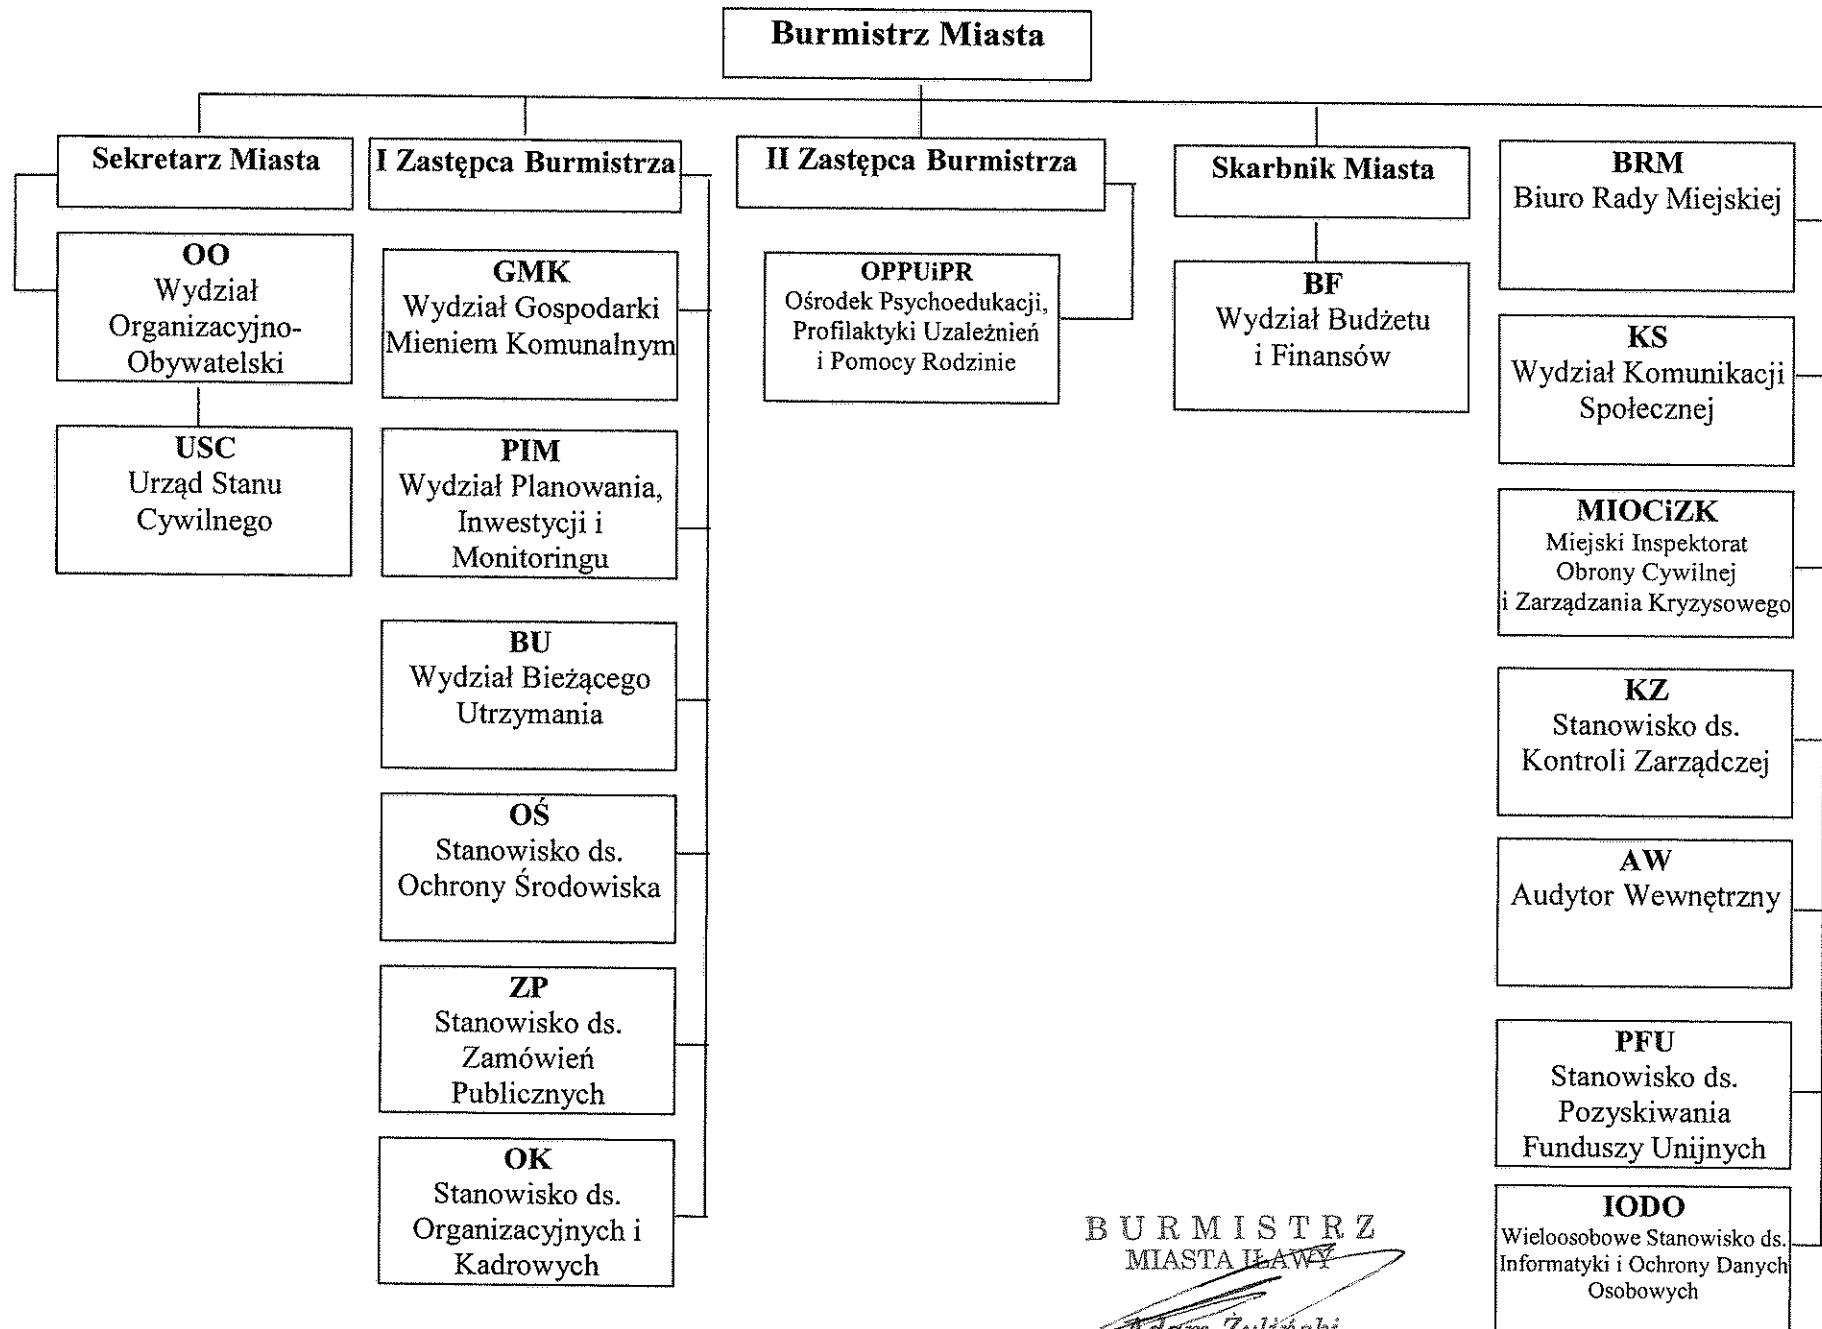 Burmistrz Miasta
Sekretarz Miasta
OO
Wydział
Organizacyjno-
Obywatelski
USC
Urząd Stanu
Cywilnego
I Zastępca Burmistrza
GMK
Wydział Gospodarki
Mieniem Komunalnym
PIM
Wydział Planowania,
Inwestycji i
Monitoringu
BU
Wydział Bieżącego
Utrzymania
OŚ
Stanowisko ds.
Ochrony Środowiska
ZP
Stanowisko ds.
Zamówień
Publicznych
OK
Stanowisko ds.
Organizacyjnych i
Kadrowych
II Zastępca Burmistrza
OPPUiPR
Ośrodek Psychoedukacji,
Profilaktyki Uzależnień
i Pomocy Rodzinie
Skarbnik Miasta
BF
Wydział Budżetu
i Finansów
BRM
Biuro Rady Miejskiej
KS
Wydział Komunikacji
Społecznej
MIOCiZK
Miejski Inspektorat
Obrony Cywilnej
i Zarządzania Kryzysowego
KZ
Stanowisko ds.
Kontroli Zarządczej
AW
Audytor Wewnętrzny
PFU
Stanowisko ds.
Pozyskiwania
Funduszy Unijnych
IODO
Wieloosobowe Stanowisko ds.
Informatyki i Ochrony Danych
Osobowych
BURMISTRZ
MIASTA IŁAWY
Adam Żyliński